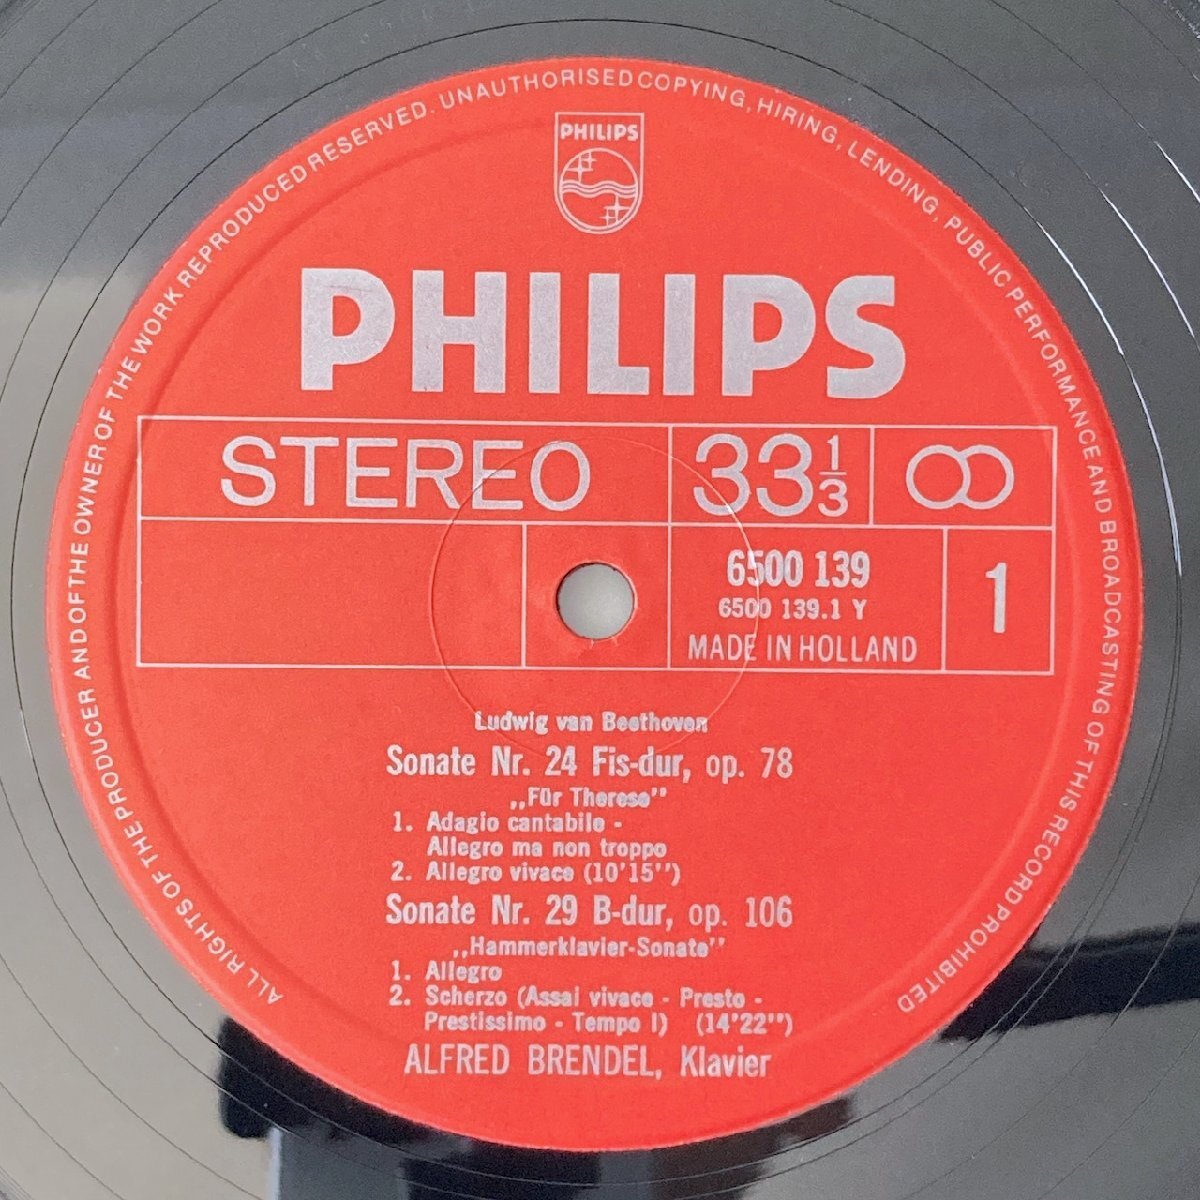 ALL RIGHTS OF THE PRODUCER AND OF THE OWNER OF THE WORK REPRODUCED RESERVED. UNAUTHORISED COPYING, HIRING, LENDING, PUBLIC PERFORMANCE AND BROADCASTING OF THIS RECORD PROHIBITED
PHILIPS
PHILIPS
STEREO 33 1/3
6500 139 1
6500 139.1 Y
MADE IN HOLLAND
Ludwig van Beethoven
Sonate Nr. 24 Fis-dur, op. 78
„Für Therese”
1. Adagio cantabile -
Allegro ma non troppo
2. Allegro vivace (10'15'')
Sonate Nr. 29 B-dur, op. 106
„Hammerklavier-Sonate”
1. Allegro
2. Scherzo (Assai vivace - Presto -
Prestissimo - Tempo I) (14'22'')
ALFRED BRENDEL, Klavier